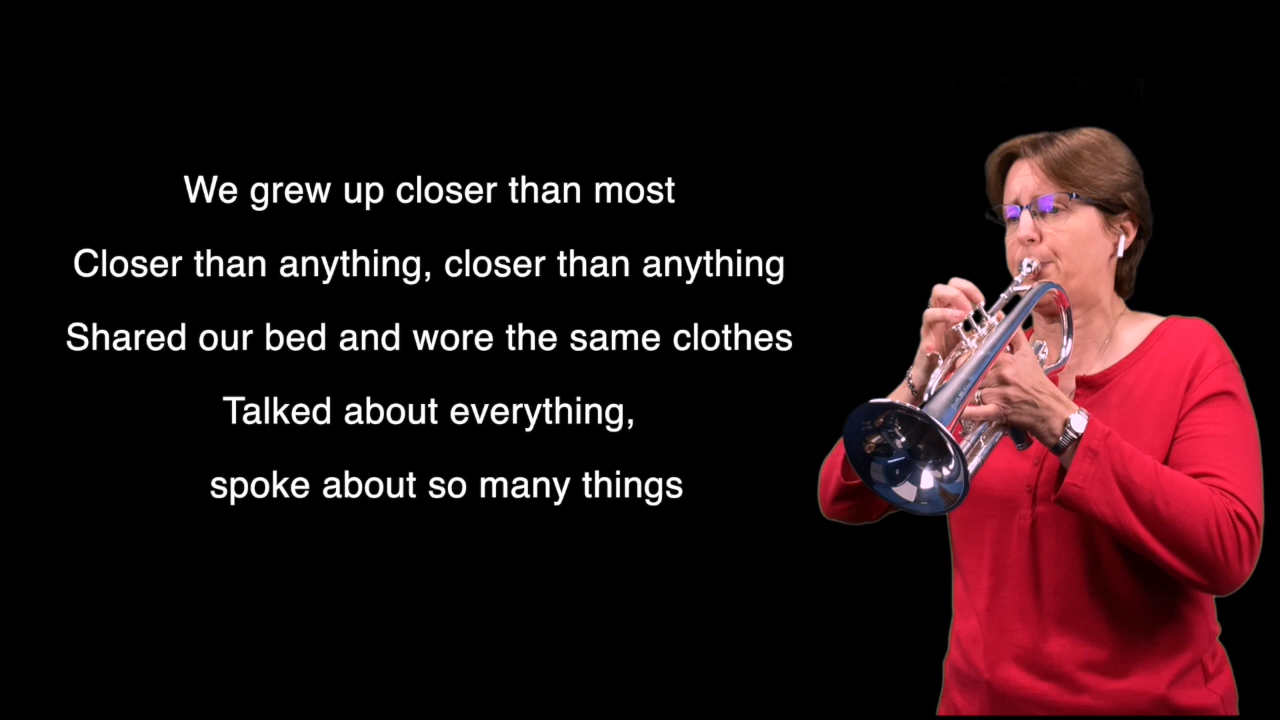 We grew up closer than most
Closer than anything, closer than anything
Shared our bed and wore the same clothes
Talked about everything,
spoke about so many things